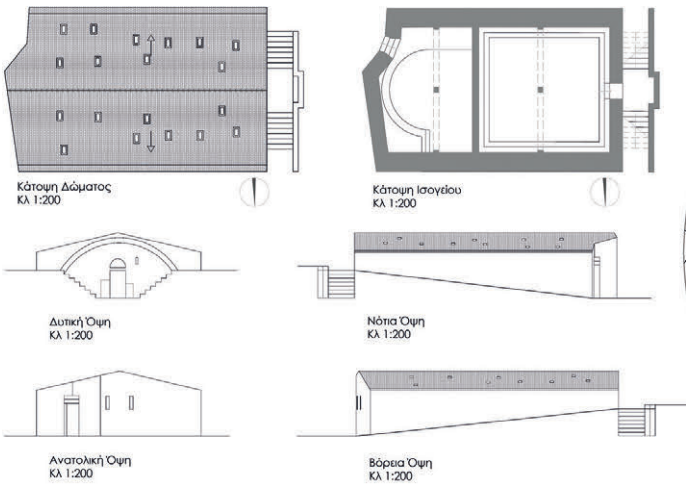 Κάτοψη Δώματος
Κλ 1:200
Κάτοψη Ισογείου
Κλ 1:200
Δυτική Όψη
Κλ 1:200
Νότια Όψη
Κλ 1:200
Ανατολική Όψη
Κλ 1:200
Βόρεια Όψη
Κλ 1:200